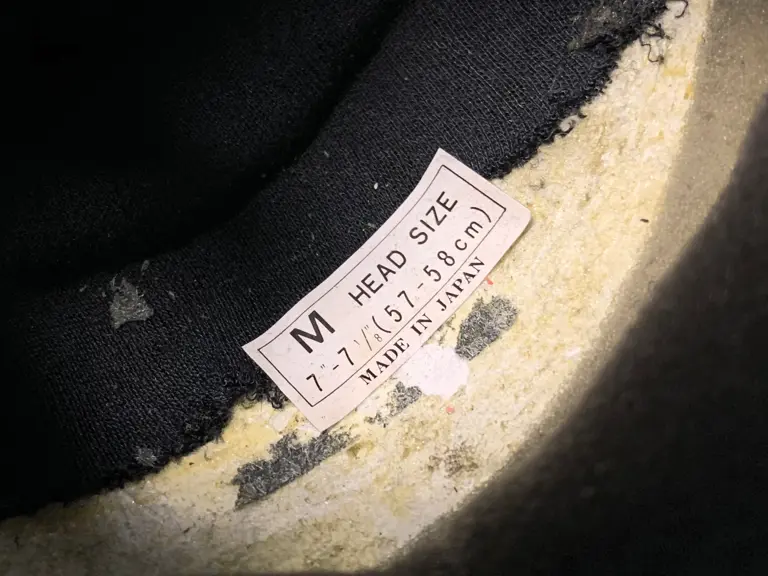 M HEAD SIZE
7"-7 1/8"(57-58cm)
MADE IN JAPAN